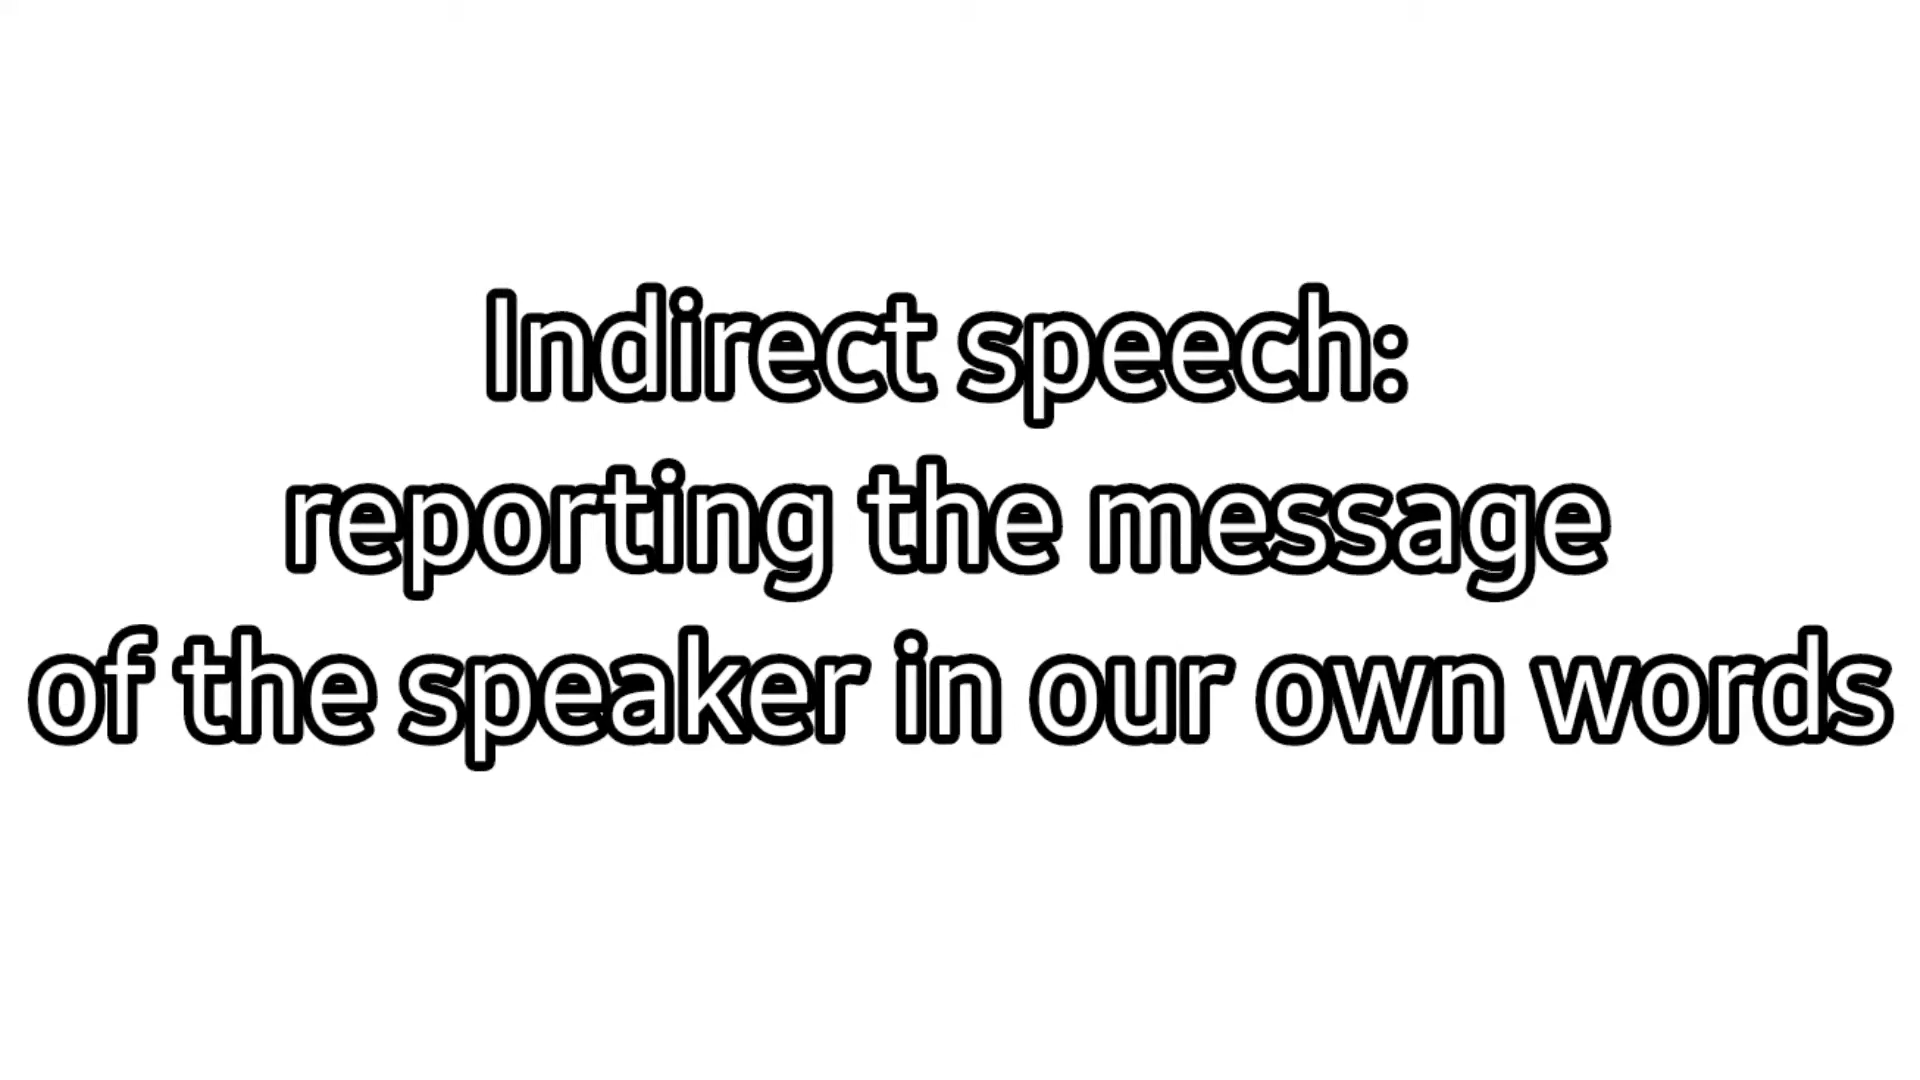 Indirect speech:
reporting the message
of the speaker in our own words